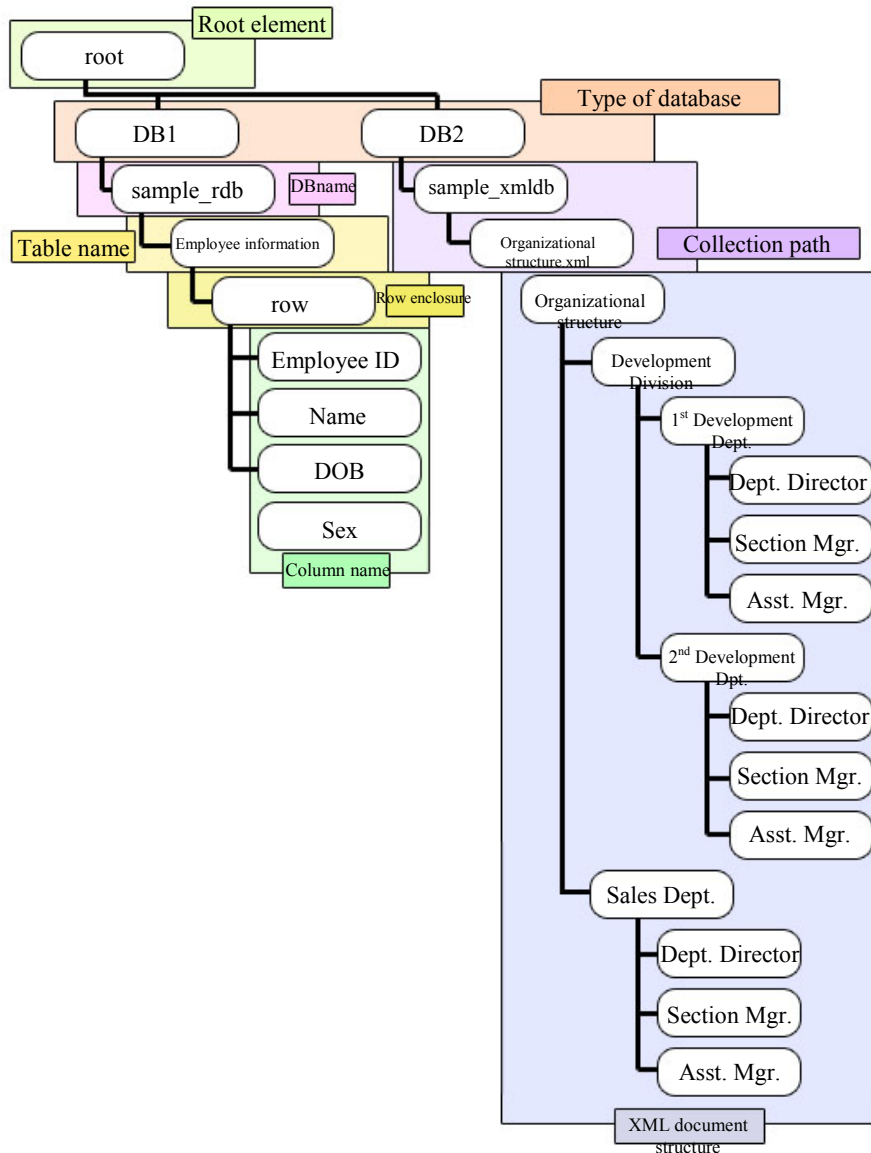 Root element
root
Type of database
DB1
DB2
sample_rdb
DBname
sample_xmldb
Table name
Employee information
Organizational
structure.xml
Collection path
row
Row enclosure
Organizational
structure
Employee ID
Name
DOB
Sex
Column name
Development
Division
1st Development
Dept.
Dept. Director
Section Mgr.
Asst. Mgr.
2nd Development
Dpt.
Dept. Director
Section Mgr.
Asst. Mgr.
Sales Dept.
Dept. Director
Section Mgr.
Asst. Mgr.
XML document
structure